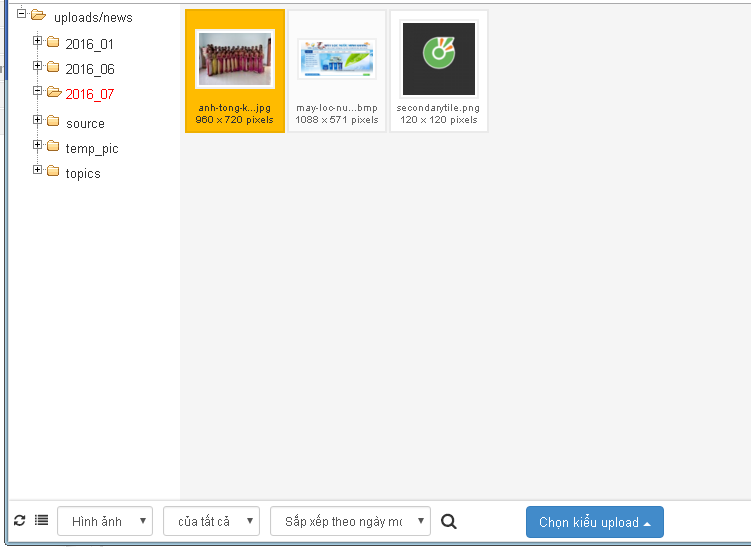 uploads/news
2016_01
2016_06
2016_07
source
temp_pic
topics
anh-tong-k...jpg
960 x 720 pixels
may-loc-nu...bmp
1088 x 571 pixels
secondarytile.png
120 x 120 pixels
Hình ảnh
của tất cả
Sắp xếp theo ngày mớ
Chọn kiểu upload